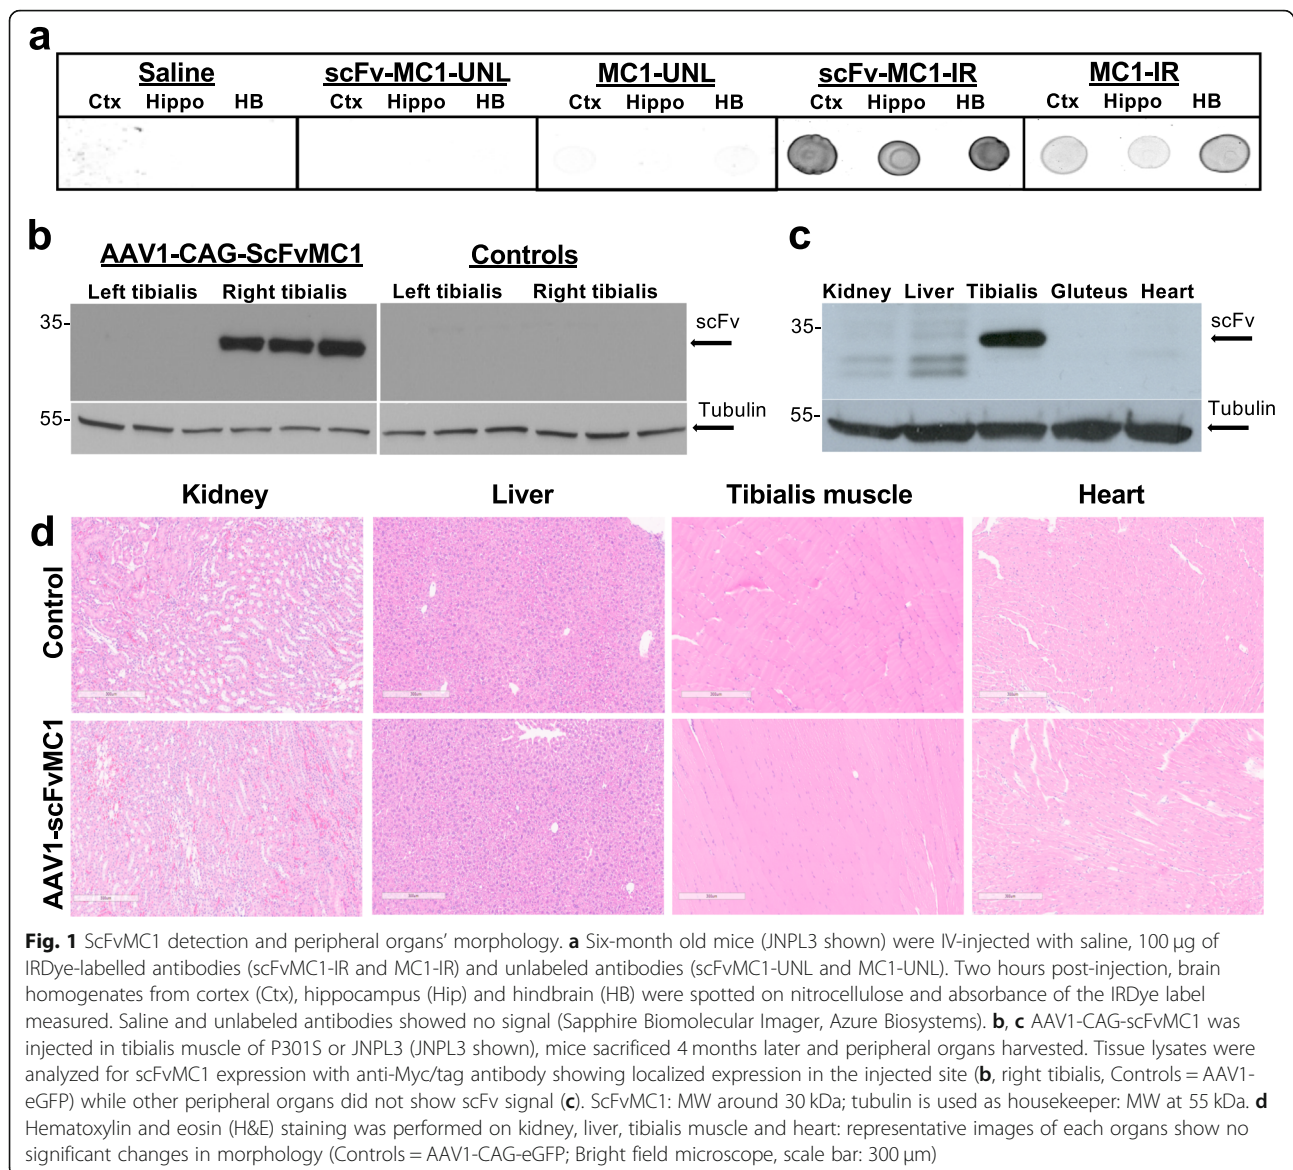 a
Saline scFv-MC1-UNL MC1-UNL scFv-MC1-IR MC1-IR
Ctx Hippo HB Ctx Hippo HB Ctx Hippo HB Ctx Hippo HB Ctx Hippo HB
b
AAV1-CAG-ScFvMC1 Controls
Left tibialis Right tibialis Left tibialis Right tibialis
35-
scFv
55-
Tubulin
c
Kidney Liver Tibialis Gluteus Heart
35-
scFv
55-
Tubulin
d
Kidney Liver Tibialis muscle Heart
Control
AAV1-scFvMC1
Fig. 1 ScFvMC1 detection and peripheral organs’ morphology. a Six-month old mice (JNPL3 shown) were IV-injected with saline, 100 μg of
IRDye-labelled antibodies (scFvMC1-IR and MC1-IR) and unlabeled antibodies (scFvMC1-UNL and MC1-UNL). Two hours post-injection, brain
homogenates from cortex (Ctx), hippocampus (Hip) and hindbrain (HB) were spotted on nitrocellulose and absorbance of the IRDye label
measured. Saline and unlabeled antibodies showed no signal (Sapphire Biomolecular Imager, Azure Biosystems). b, c AAV1-CAG-scFvMC1 was
injected in tibialis muscle of P301S or JNPL3 (JNPL3 shown), mice sacrificed 4 months later and peripheral organs harvested. Tissue lysates were
analyzed for scFvMC1 expression with anti-Myc/tag antibody showing localized expression in the injected site (b, right tibialis, Controls = AAV1-
eGFP) while other peripheral organs did not show scFv signal (c). ScFvMC1: MW around 30 kDa; tubulin is used as housekeeper: MW at 55 kDa. d
Hematoxylin and eosin (H&E) staining was performed on kidney, liver, tibialis muscle and heart: representative images of each organs show no
significant changes in morphology (Controls = AAV1-CAG-eGFP; Bright field microscope, scale bar: 300 μm)